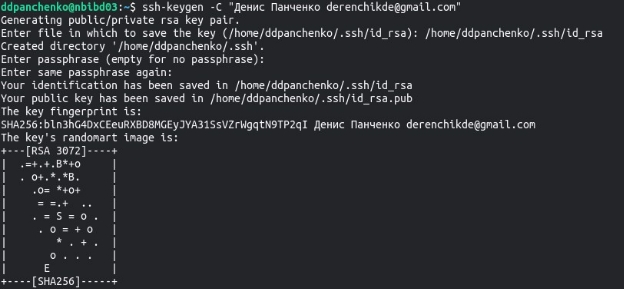 ddpanchenko@nbibd03:~$ ssh-keygen -C "Денис Панченко derenchikde@gmail.com"
Generating public/private rsa key pair.
Enter file in which to save the key (/home/ddpanchenko/.ssh/id_rsa): /home/ddpanchenko/.ssh/id_rsa
Created directory '/home/ddpanchenko/.ssh'.
Enter passphrase (empty for no passphrase):
Enter same passphrase again:
Your identification has been saved in /home/ddpanchenko/.ssh/id_rsa
Your public key has been saved in /home/ddpanchenko/.ssh/id_rsa.pub
The key fingerprint is:
SHA256:bln3hG4DxCEeuRXBD8MGEyJYA31SsVZrWgqtN9TP2qI Денис Панченко derenchikde@gmail.com
The key's randomart image is:
+---[RSA 3072]----+
|  .=+.+.B*+o     |
| . o+.*.*B.      |
|    .o= *+o+     |
|     = =.+  ..   |
|    . = S = o .  |
|     . o = + o   |
|        * . + .  |
|       o . . .   |
|      E          |
+----[SHA256]-----+